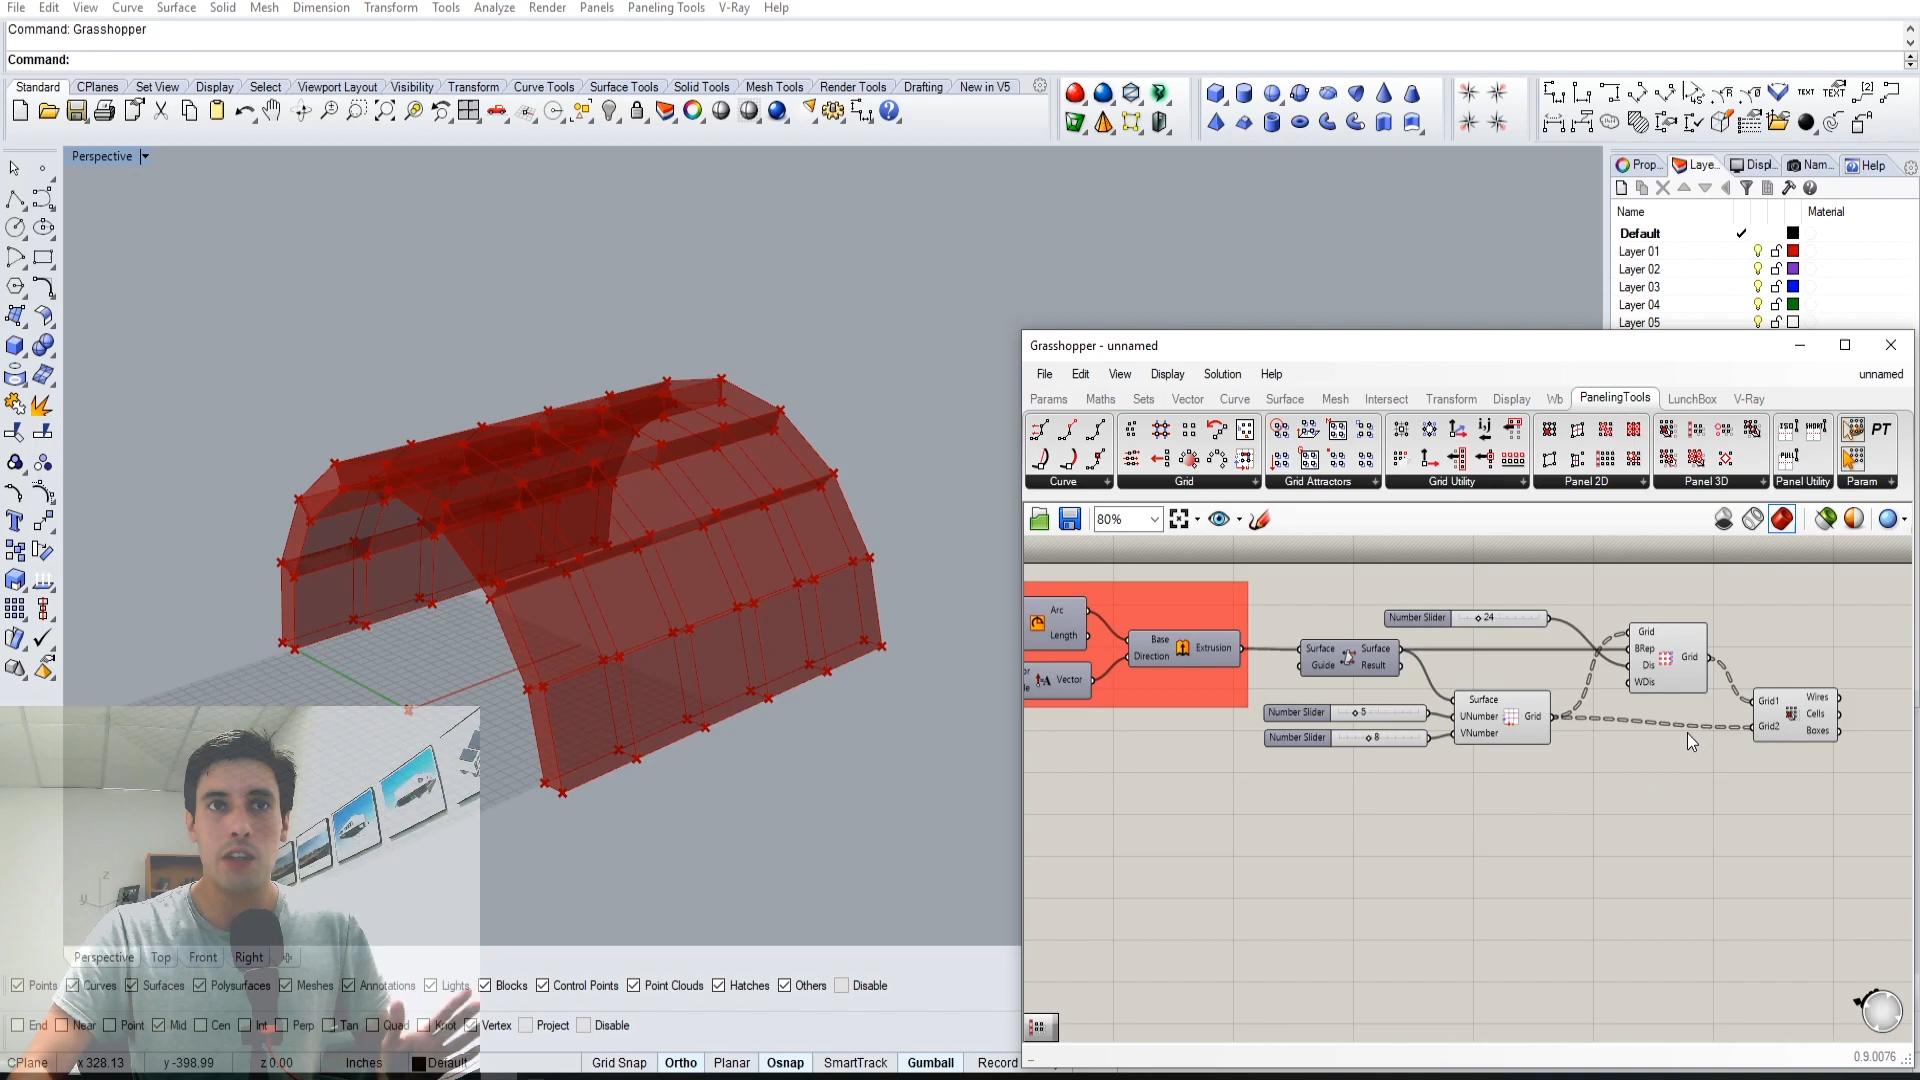 File Edit View Curve Surface Solid Mesh Dimension Transform Tools Analyze Render Panels Paneling Tools V-Ray Help
Command: Grasshopper
Command:
Standard CPlanes Set View Display Select Viewport Layout Visibility Transform Curve Tools Surface Tools Solid Tools Mesh Tools Render Tools Drafting New in V5
Perspective
Prop... Laye... Displ... Nam... Help
Name Material
Default
Layer 01
Layer 02
Layer 03
Layer 04
Layer 05
Grasshopper - unnamed
File Edit View Display Solution Help unnamed
Params Maths Sets Vector Curve Surface Mesh Intersect Transform Display Wb PanelingTools LunchBox V-Ray
Curve Grid Grid Attractors Grid Utility Panel 2D Panel 3D Panel Utility Param
80%
Arc
Length
Base
Direction
Extrusion
Vector
Surface
Guide
Surface
Result
Number Slider 24
Number Slider 5
Number Slider 8
Surface
UNumber
VNumber
Grid
Grid
BRep
Dis
WDis
Grid
Grid1
Grid2
Wires
Cells
Boxes
0.9.0076
Perspective Top Front Right
Points Curves Surfaces Polysurfaces Meshes Annotations Lights Blocks Control Points Point Clouds Hatches Others Disable
End Near Point Mid Cen Int Perp Tan Quad Knot Vertex Project Disable
CPlane x 328.13 y -398.99 z 0.00 Inches Default Grid Snap Ortho Planar Osnap SmartTrack Gumball Record